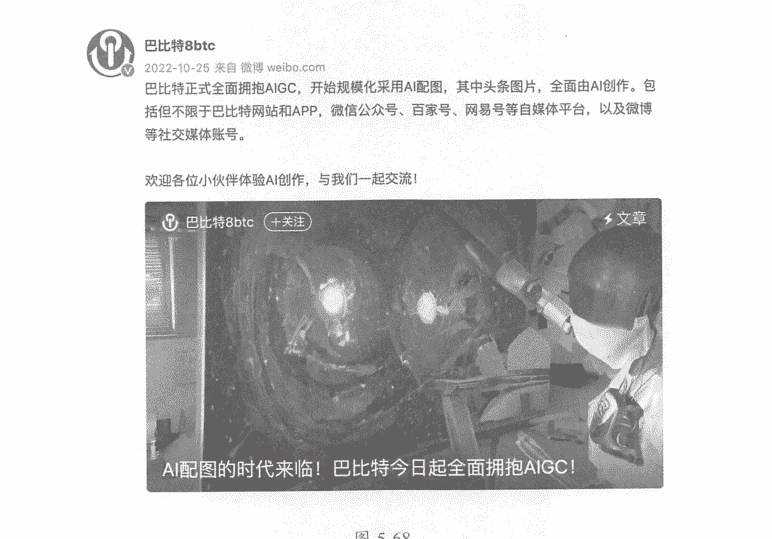 巴比特8btc
2022-10-25 来自 微博 weibo.com
巴比特正式全面拥抱AIGC，开始规模化采用AI配图，其中头条图片，全面由AI创作。包
括但不限于巴比特网站和APP，微信公众号、百家号、网易号等自媒体平台，以及微博
等社交媒体账号。
欢迎各位小伙伴体验AI创作，与我们一起交流！
巴比特8btc ＋关注
文章
AI配图的时代来临！巴比特今日起全面拥抱AIGC！
图 5.68